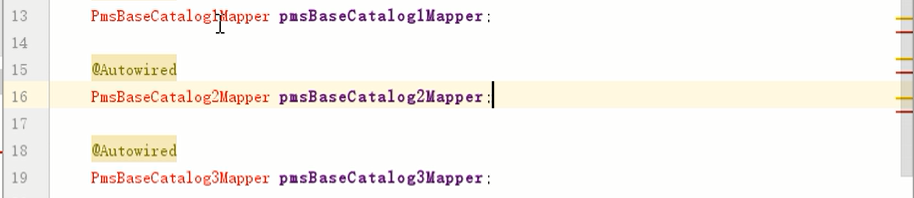 13 PmsBaseCatalog1Mapper pmsBaseCatalog1Mapper;
14
15 @Autowired
16 PmsBaseCatalog2Mapper pmsBaseCatalog2Mapper;
17
18 @Autowired
19 PmsBaseCatalog3Mapper pmsBaseCatalog3Mapper;